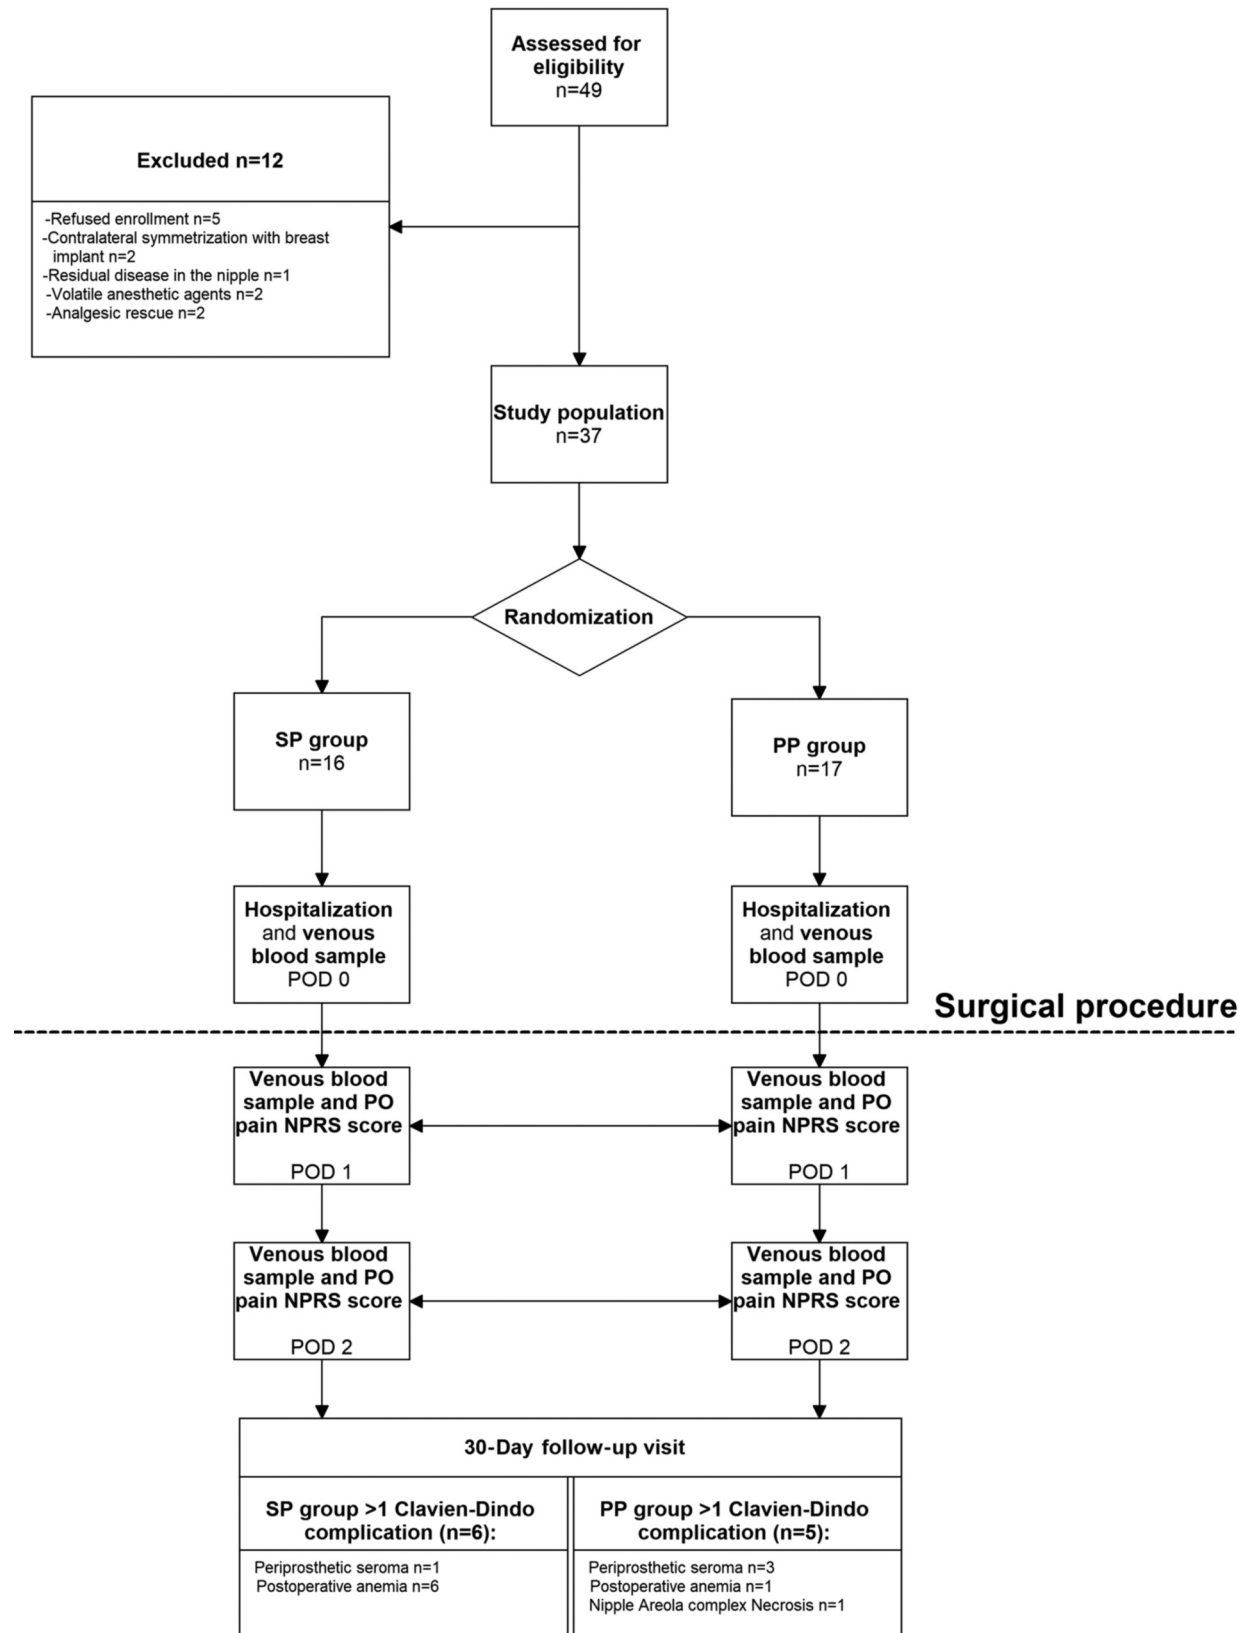 Assessed for
eligibility
n=49
Excluded n=12
-Refused enrollment n=5
-Contralateral symmetrization with breast
implant n=2
-Residual disease in the nipple n=1
-Volatile anesthetic agents n=2
-Analgesic rescue n=2
Study population
n=37
Randomization
SP group
n=16
PP group
n=17
Hospitalization
and venous
blood sample
POD 0
Hospitalization
and venous
blood sample
POD 0
Surgical procedure
Venous blood
sample and PO
pain NPRS score
POD 1
Venous blood
sample and PO
pain NPRS score
POD 1
Venous blood
sample and PO
pain NPRS score
POD 2
Venous blood
sample and PO
pain NPRS score
POD 2
30-Day follow-up visit
SP group >1 Clavien-Dindo
complication (n=6):
Periprosthetic seroma n=1
Postoperative anemia n=6
PP group >1 Clavien-Dindo
complication (n=5):
Periprosthetic seroma n=3
Postoperative anemia n=1
Nipple Areola complex Necrosis n=1